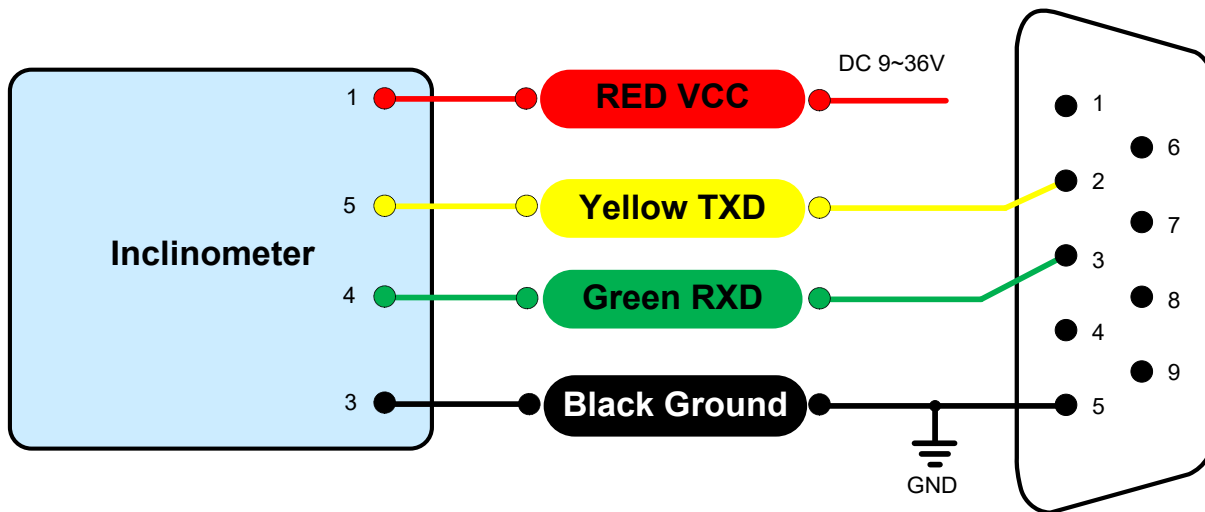 DC 9~36V
1 RED VCC 1
6
5 Yellow TXD 2
7
Inclinometer
3
4 Green RXD 8
4
9
3 Black Ground 5
GND